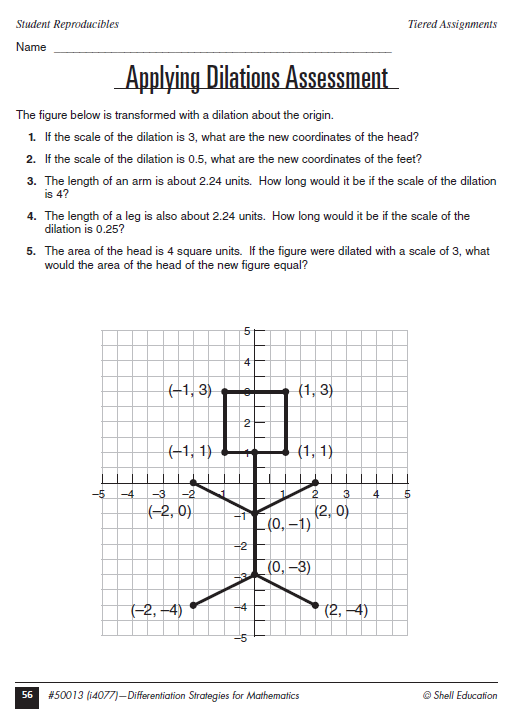 Student Reproducibles
Tiered Assignments
Name
Applying Dilations Assessment
The figure below is transformed with a dilation about the origin.
1. If the scale of the dilation is 3, what are the new coordinates of the head?
2. If the scale of the dilation is 0.5, what are the new coordinates of the feet?
3. The length of an arm is about 2.24 units. How long would it be if the scale of the dilation
is 4?
4. The length of a leg is also about 2.24 units. How long would it be if the scale of the
dilation is 0.25?
5. The area of the head is 4 square units. If the figure were dilated with a scale of 3, what
would the area of the head of the new figure equal?
5
4
(–1, 3) 3 (1, 3)
2
(–1, 1) 1 (1, 1)
–5 –4 –3 –2 –1 1 2 3 4 5
(–2, 0) (2, 0)
–1 (0, –1)
–2
(0, –3)
–3
(–2, –4) –4 (2, –4)
–5
56 #50013 (i4077)—Differentiation Strategies for Mathematics © Shell Education